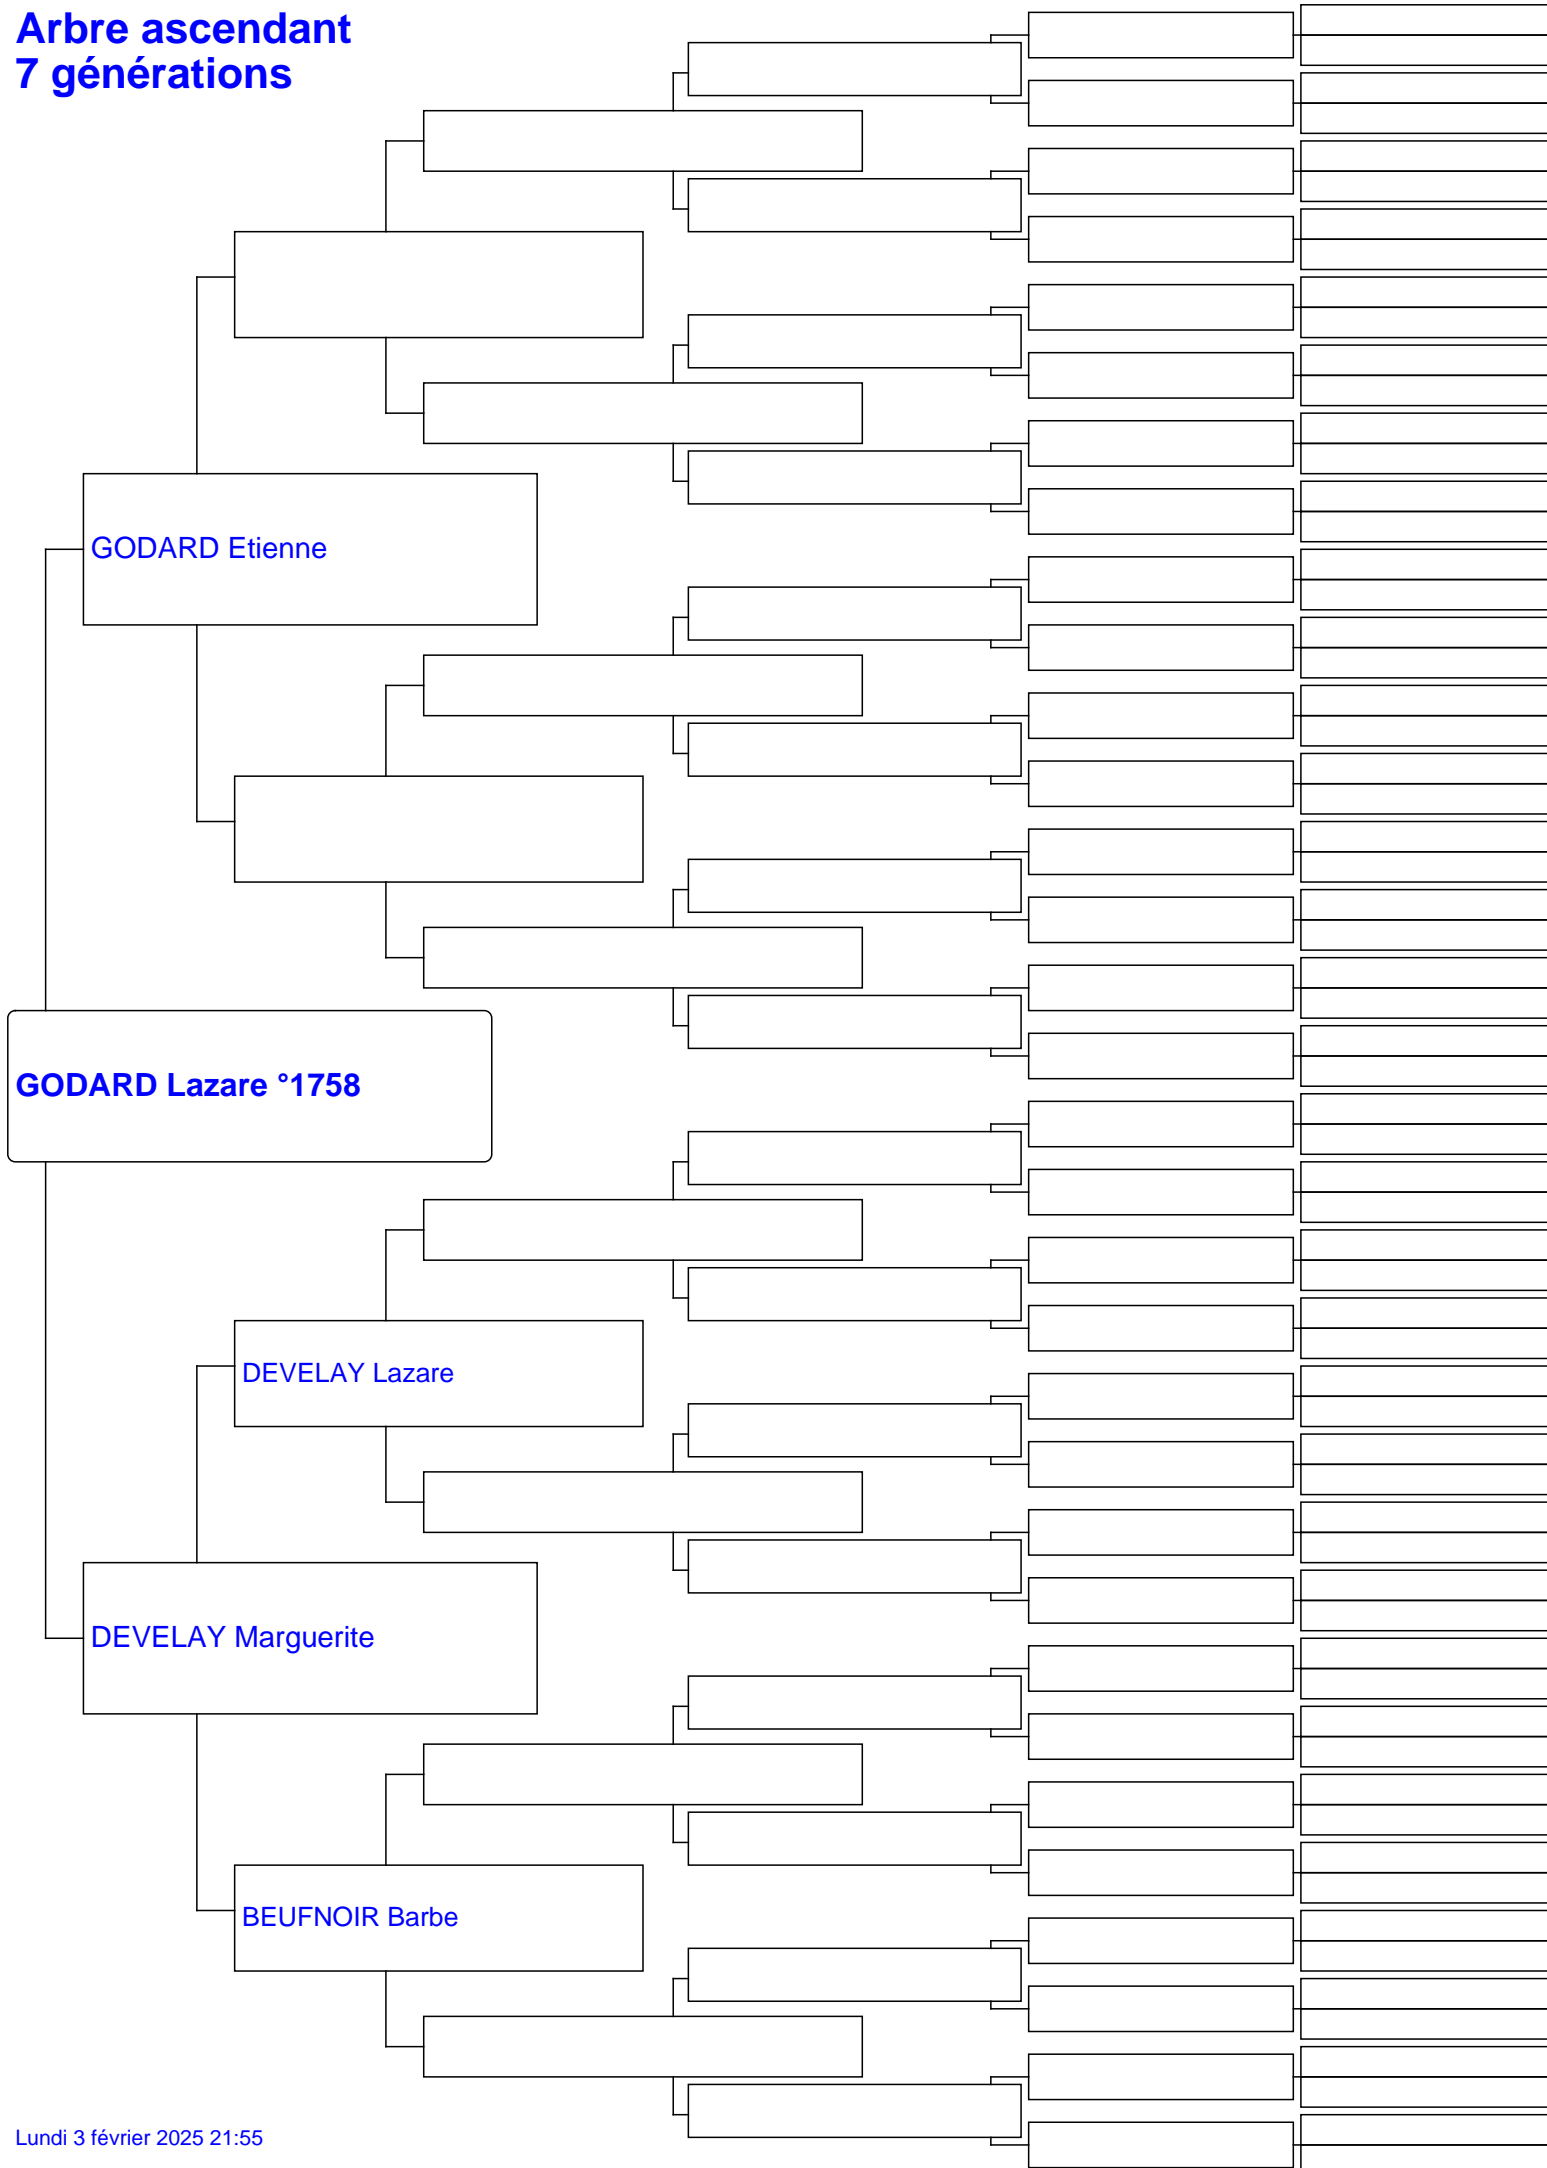 Arbre ascendant
7 générations
GODARD Etienne
GODARD Lazare °1758
DEVELAY Lazare
DEVELAY Marguerite
BEUFNOIR Barbe
Lundi 3 février 2025 21:55